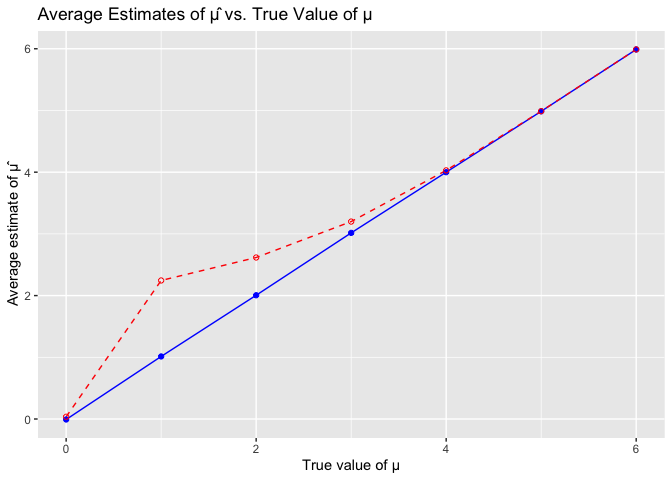 Average Estimates of μ̂ vs. True Value of μ
Average estimate of μ̂
6
4
2
0
0
2
4
6
True value of μ